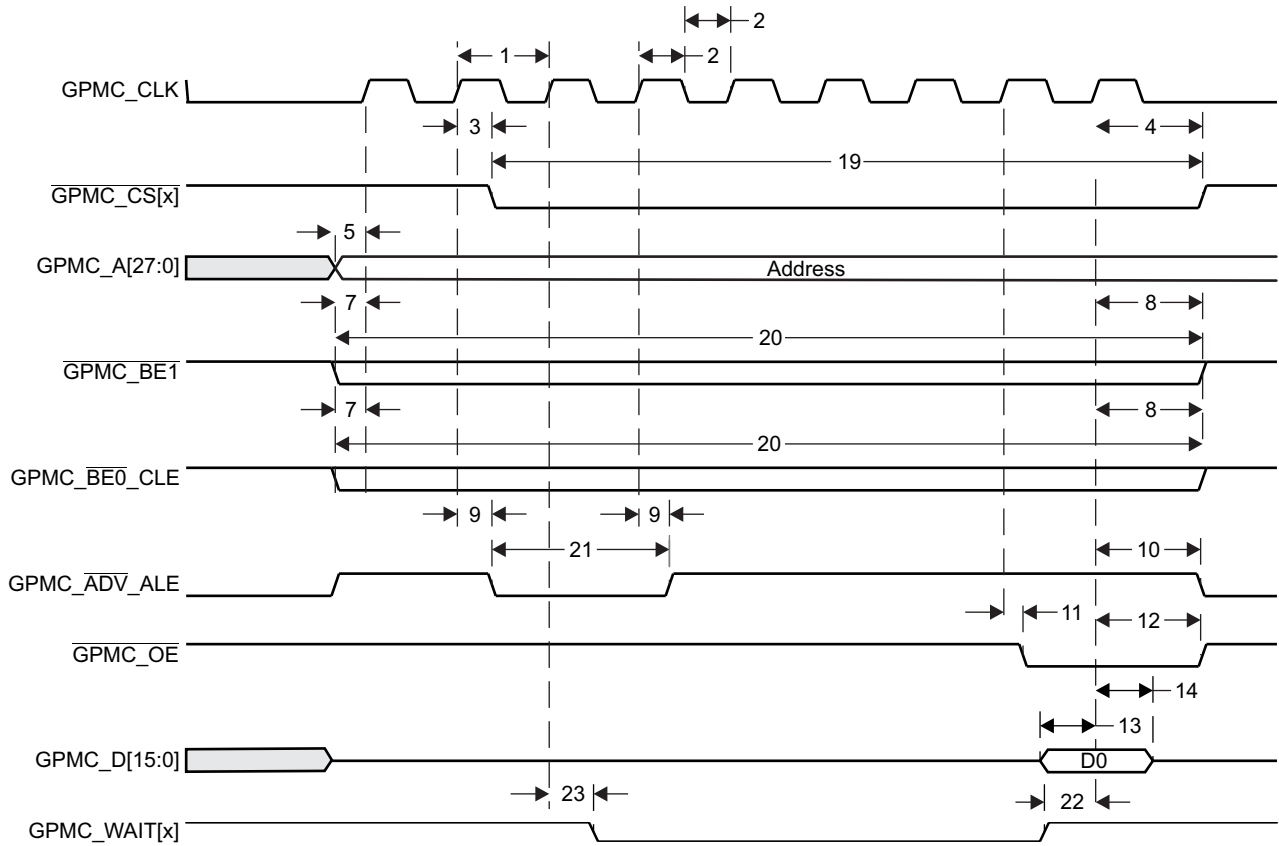 2
1
2
GPMC_CLK
3
4
19
GPMC_CS[x]
5
GPMC_A[27:0]
Address
7
8
20
GPMC_BE1
7
8
20
GPMC_BE0_CLE
9
9
21
10
GPMC_ADV_ALE
11
12
GPMC_OE
14
13
GPMC_D[15:0]
D0
23
22
GPMC_WAIT[x]